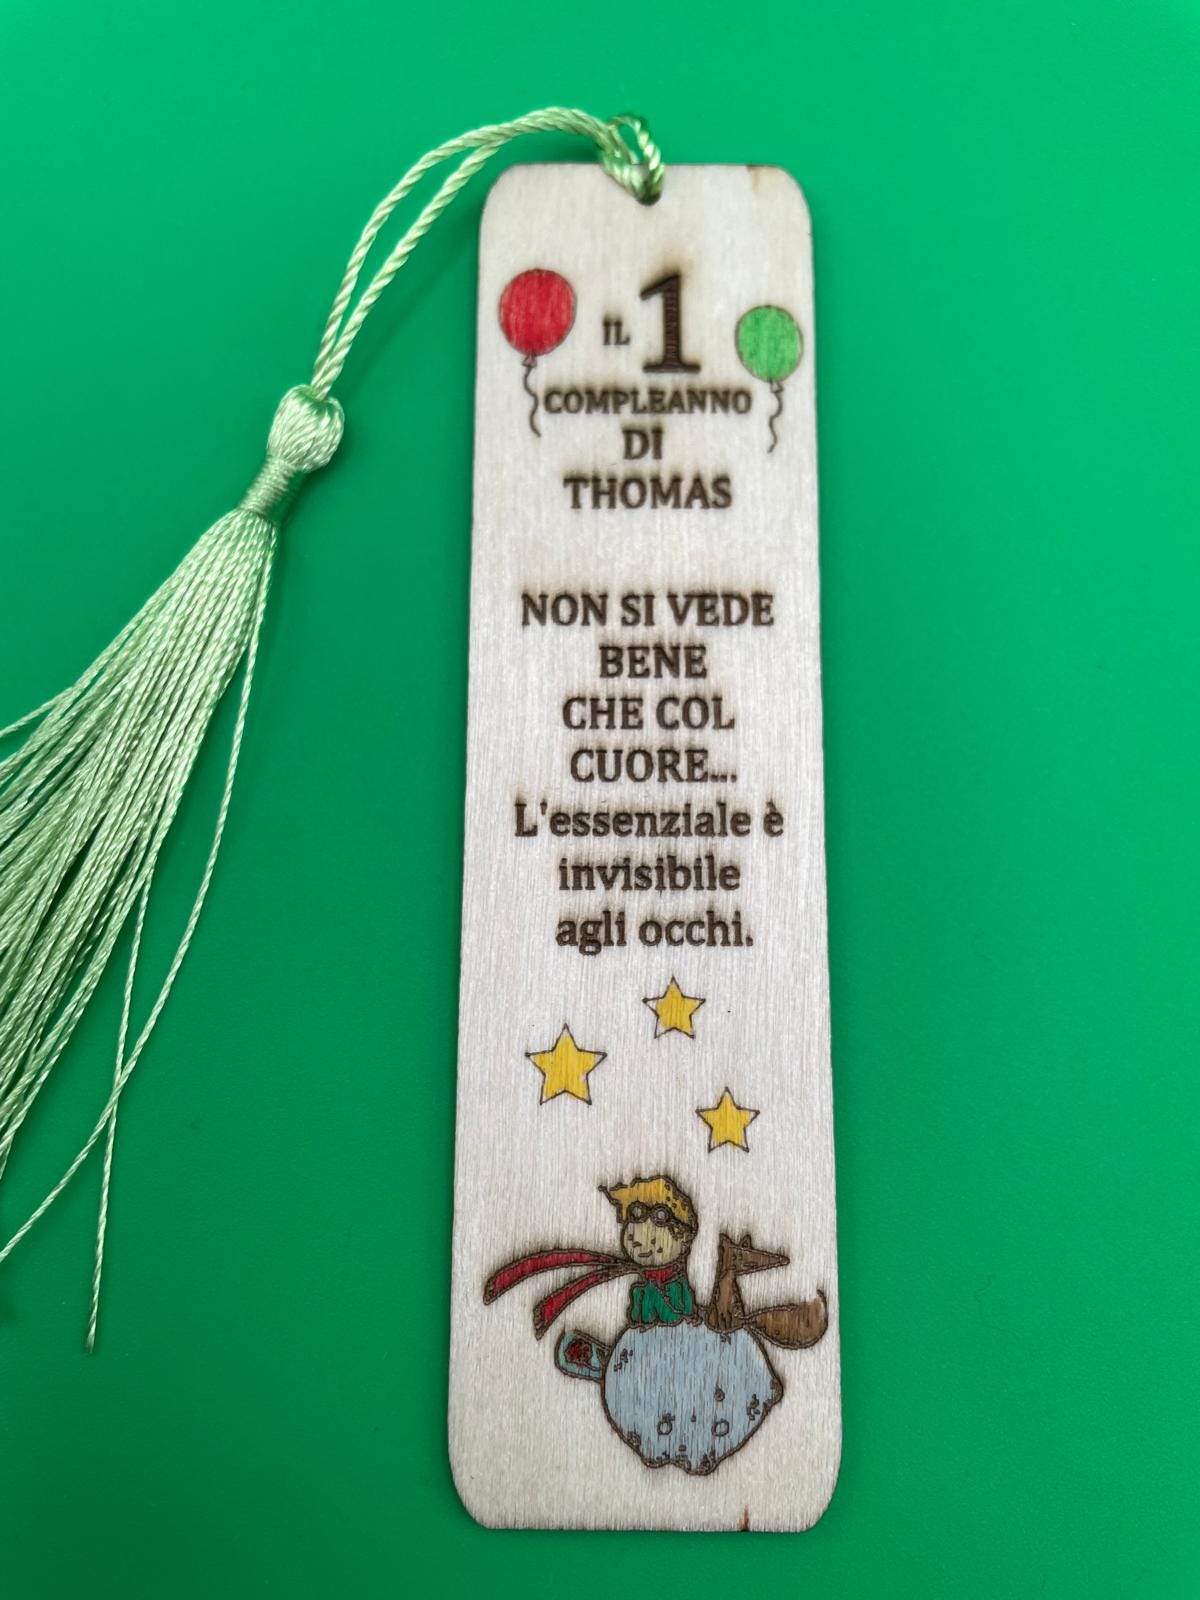 IL 1
COMPLEANNO
DI
THOMAS
NON SI VEDE
BENE
CHE COL
CUORE...
L'essenziale è
invisibile
agli occhi.